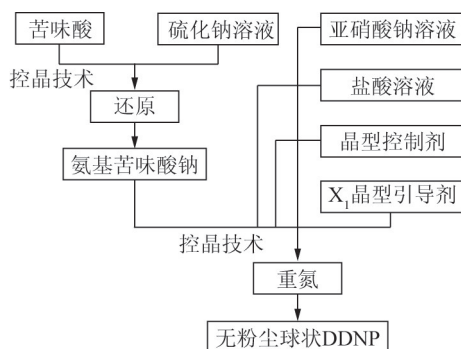 苦味酸
硫化钠溶液
亚硝酸钠溶液
控晶技术
盐酸溶液
还原
晶型控制剂
氨基苦味酸钠
X₁晶型引导剂
控晶技术
重氮
无粉尘球状DDNP